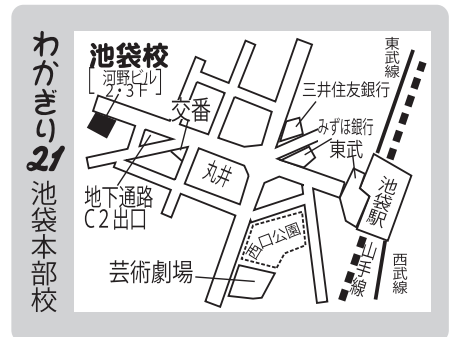 わかぎり21 池袋本部校
池袋校
[河野ビル
2・3F]
交番
東武線
三井住友銀行
みずほ銀行
東武
丸井
池袋駅
地下通路
C2出口
西口公園
芸術劇場
山手線
西武線